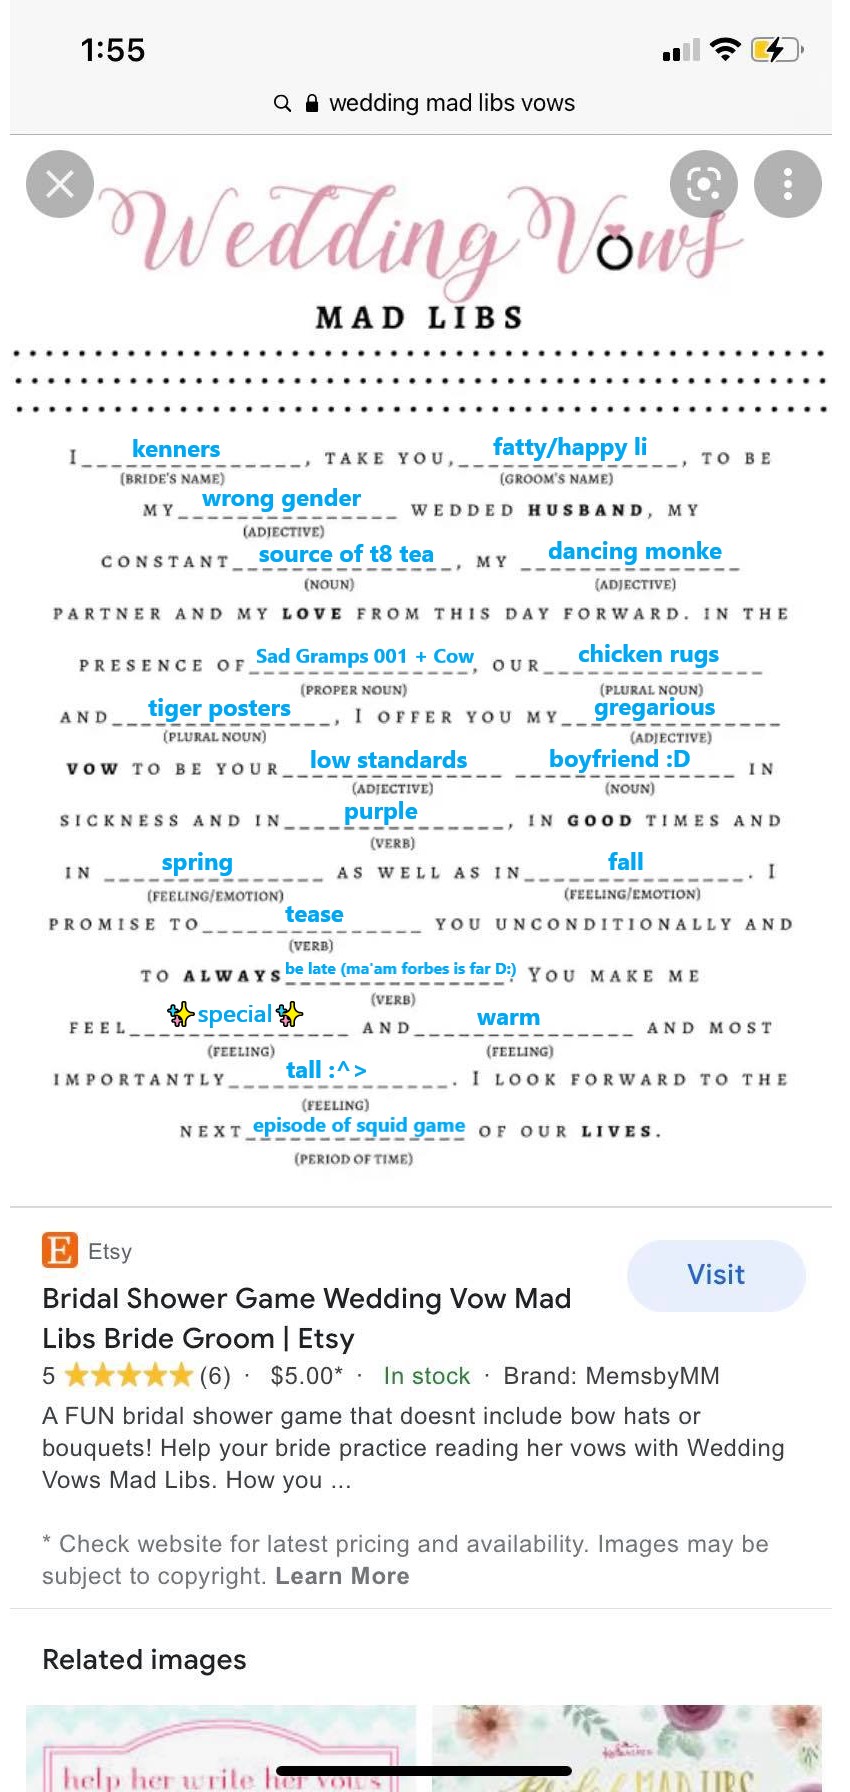 1:55
wedding mad libs vows
Wedding Vows
MAD LIBS
I kenners, TAKE YOU, fatty/happy li, TO BE
(BRIDE'S NAME) (GROOM'S NAME)
MY wrong gender WEDDED HUSBAND, MY
(ADJECTIVE)
CONSTANT source of t8 tea, MY dancing monke
(NOUN) (ADJECTIVE)
PARTNER AND MY LOVE FROM THIS DAY FORWARD. IN THE
PRESENCE OF Sad Gramps 001 + Cow, OUR chicken rugs
(PROPER NOUN) (PLURAL NOUN)
AND tiger posters, I OFFER YOU MY gregarious
(PLURAL NOUN) (ADJECTIVE)
VOW TO BE YOUR low standards boyfriend :D IN
(ADJECTIVE) (NOUN)
SICKNESS AND IN purple, IN GOOD TIMES AND
(VERB)
IN spring AS WELL AS IN fall. I
(FEELING/EMOTION) (FEELING/EMOTION)
PROMISE TO tease YOU UNCONDITIONALLY AND
(VERB)
TO ALWAYS be late (ma'am forbes is far D:). YOU MAKE ME
(VERB)
FEEL ✨special✨ AND warm AND MOST
(FEELING) (FEELING)
IMPORTANTLY tall :^>. I LOOK FORWARD TO THE
(FEELING)
NEXT episode of squid game OF OUR LIVES.
(PERIOD OF TIME)
E Etsy
Visit
Bridal Shower Game Wedding Vow Mad
Libs Bride Groom | Etsy
5 ★★★★★ (6) · $5.00* · In stock · Brand: MemsbyMM
A FUN bridal shower game that doesnt include bow hats or
bouquets! Help your bride practice reading her vows with Wedding
Vows Mad Libs. How you ...
* Check website for latest pricing and availability. Images may be
subject to copyright. Learn More
Related images
help her write her vows
Bridal MAD LIBS